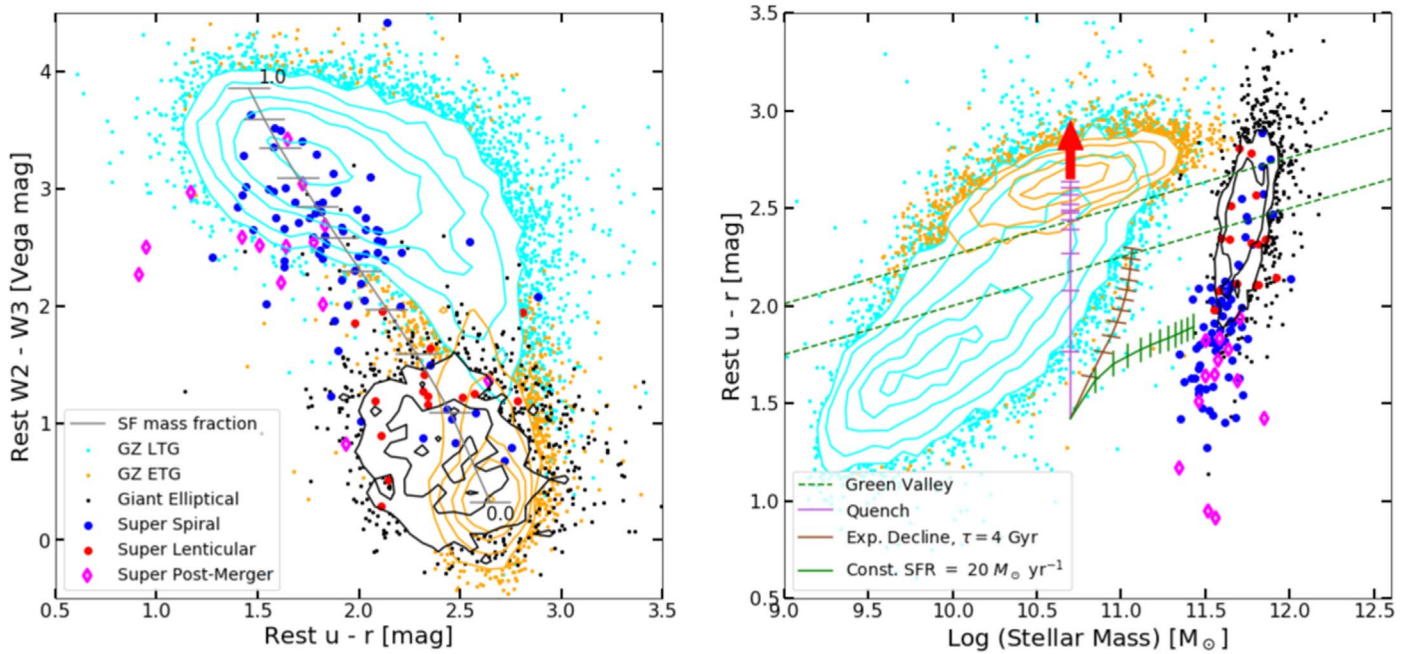 4
3
2
1
0
Rest W2 - W3 [Vega mag]
1.0
0.0
SF mass fraction
GZ LTG
GZ ETG
Giant Elliptical
Super Spiral
Super Lenticular
Super Post-Merger
0.5 1.0 1.5 2.0 2.5 3.0 3.5
Rest u - r [mag]
3.5
3.0
2.5
2.0
1.5
1.0
0.5
Rest u - r [mag]
Green Valley
Quench
Exp. Decline, τ = 4 Gyr
Const. SFR = 20 M⊙ yr⁻¹
9.0 9.5 10.0 10.5 11.0 11.5 12.0 12.5
Log (Stellar Mass) [M⊙]